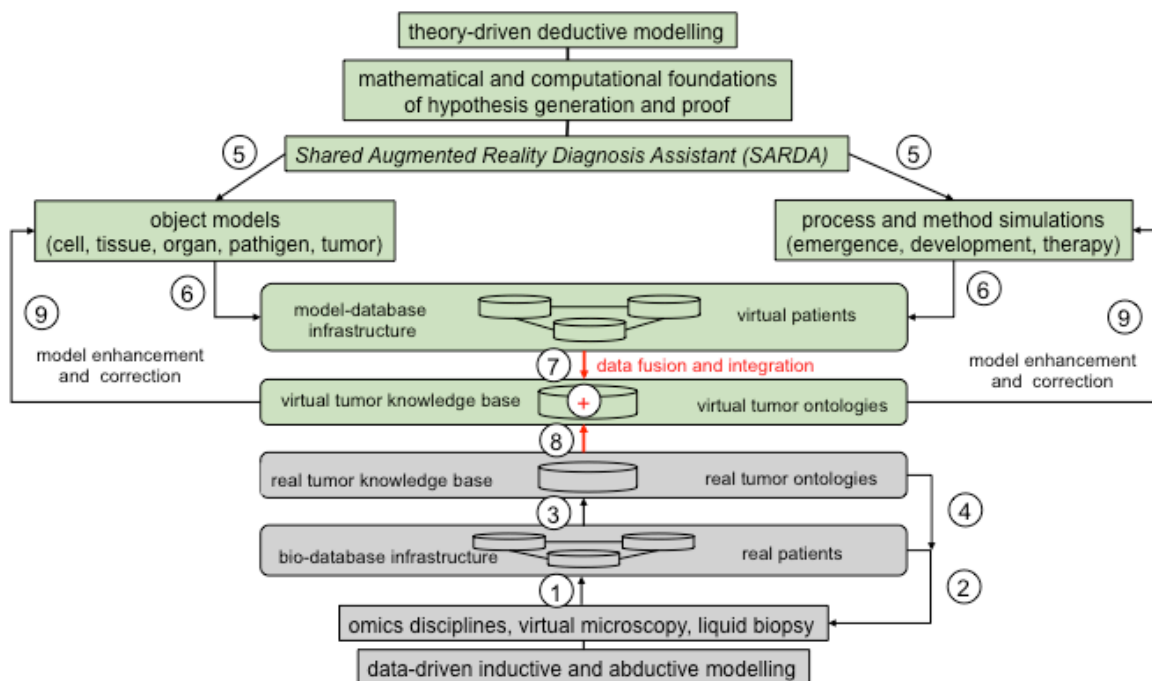 theory-driven deductive modelling
mathematical and computational foundations
of hypothesis generation and proof
5
Shared Augmented Reality Diagnosis Assistant (SARDA)
5
object models
(cell, tissue, organ, pathigen, tumor)
process and method simulations
(emergence, development, therapy)
6
6
9
model enhancement
and correction
model-database
infrastructure
virtual patients
9
model enhancement
and correction
7
data fusion and integration
virtual tumor knowledge base
+
virtual tumor ontologies
8
real tumor knowledge base
real tumor ontologies
3
4
bio-database infrastructure
real patients
1
2
omics disciplines, virtual microscopy, liquid biopsy
data-driven inductive and abductive modelling